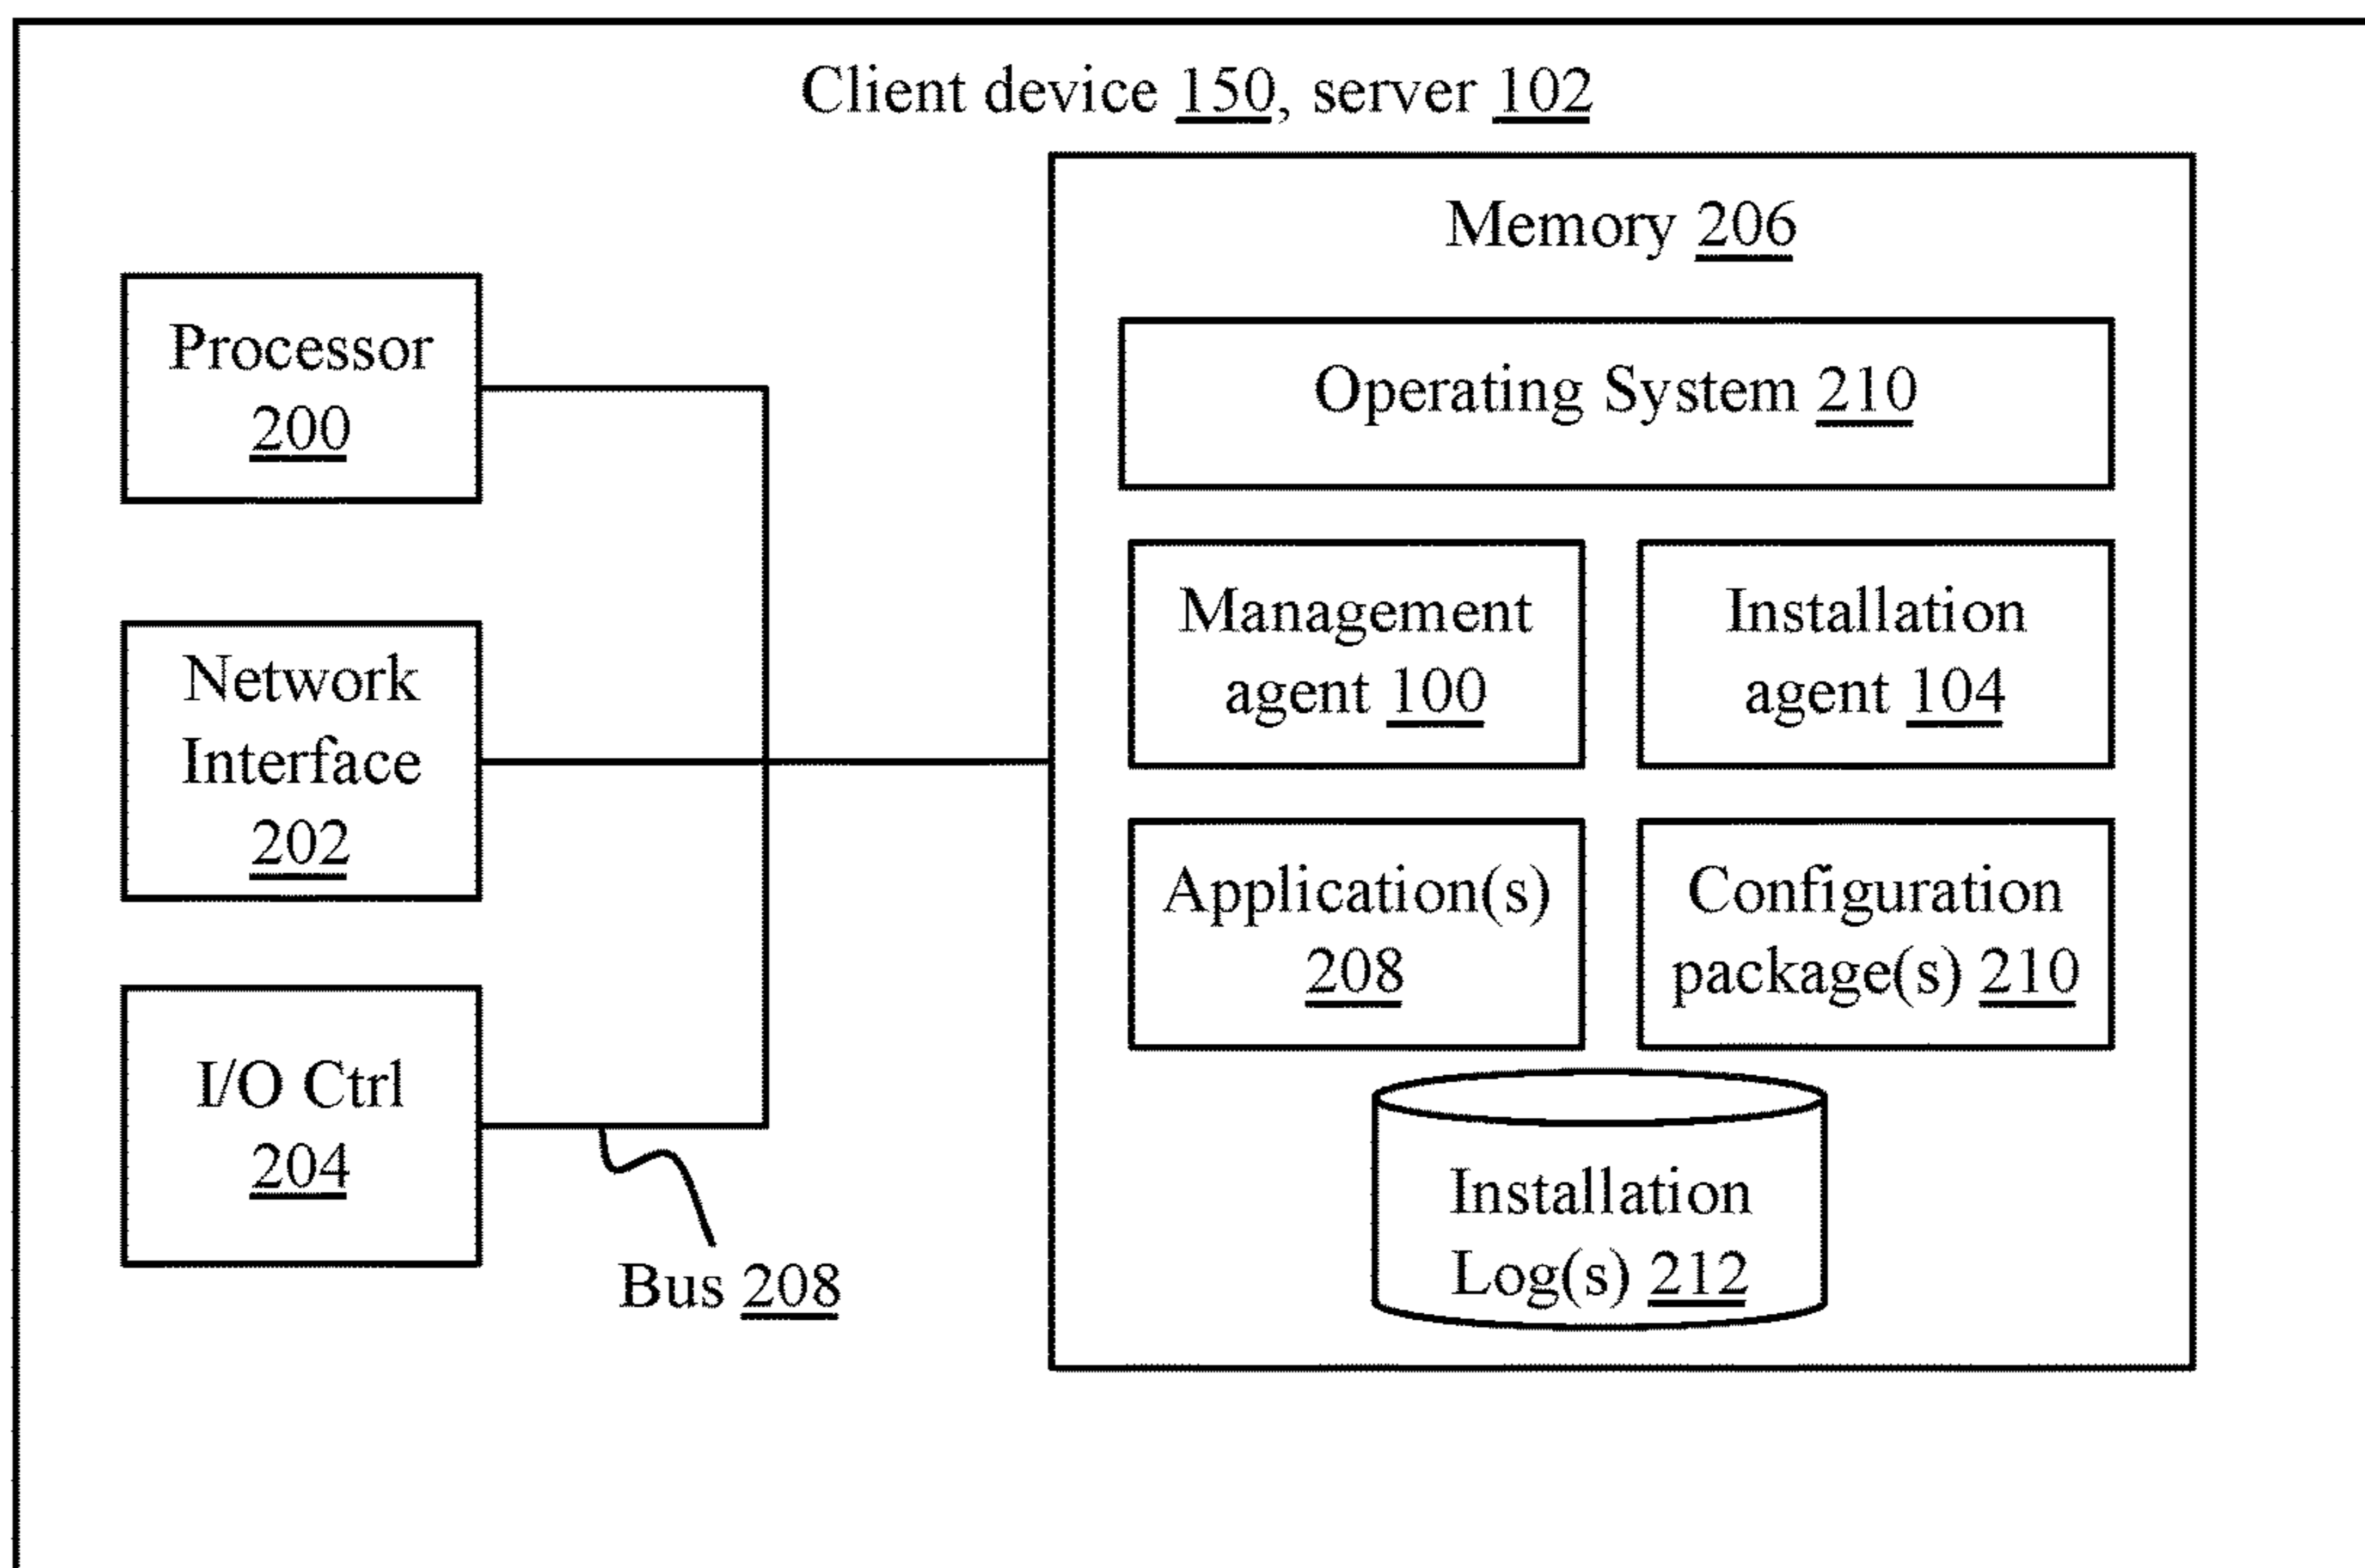 Client device 150, server 102
Memory 206
Processor
200
Operating System 210
Network
Interface
202
Management
agent 100
Installation
agent 104
Application(s)
208
Configuration
package(s) 210
I/O Ctrl
204
Bus 208
Installation
Log(s) 212